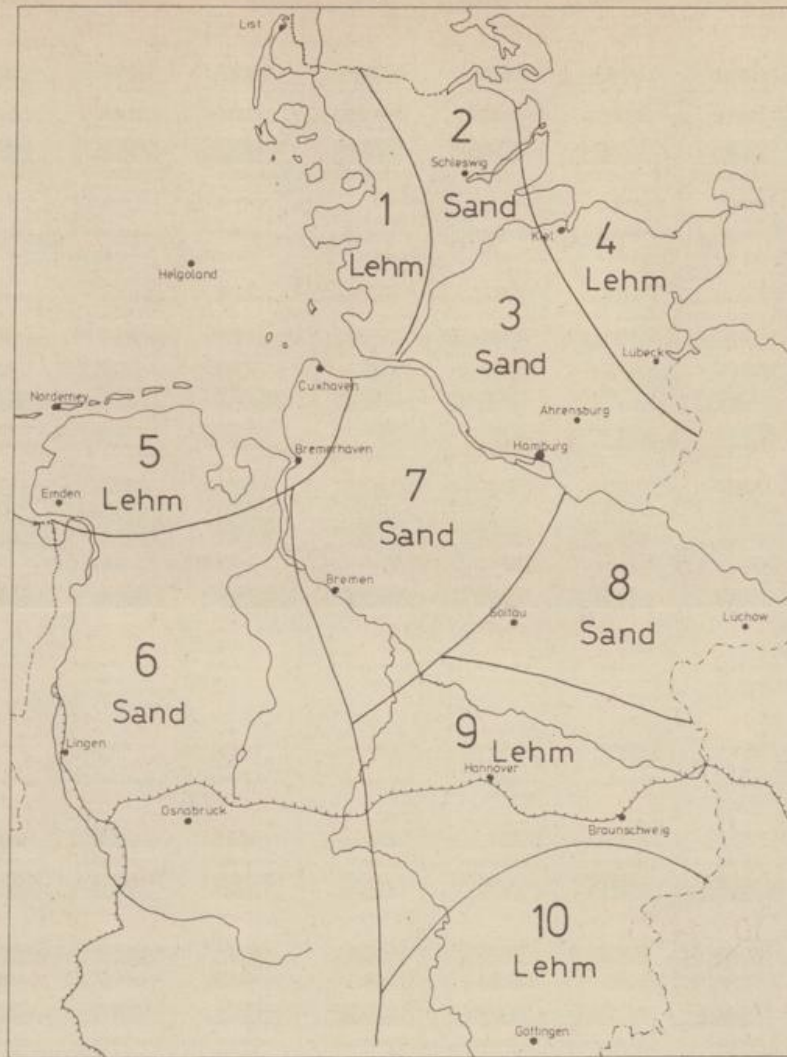 List
2
Schleswig
Sand
1
Lehm
Kiel
4
Lehm
Helgoland
3
Sand
Lübeck
Cuxhaven
Norderney
Ahrensburg
Hamburg
5
Lehm
Bremerhaven
Emden
7
Sand
Bremen
8
Sand
Soltau
Lüchow
6
Sand
Lingen
9
Lehm
Hannover
Osnabrück
Braunschweig
10
Lehm
Göttingen